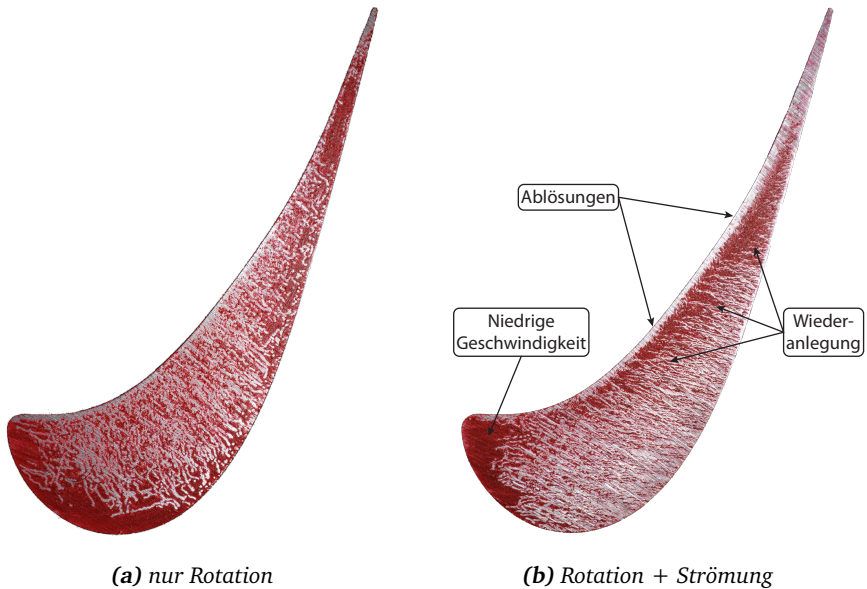 Ablösungen
Niedrige
Geschwindigkeit
Wieder-
anlegung
(a) nur Rotation
(b) Rotation + Strömung